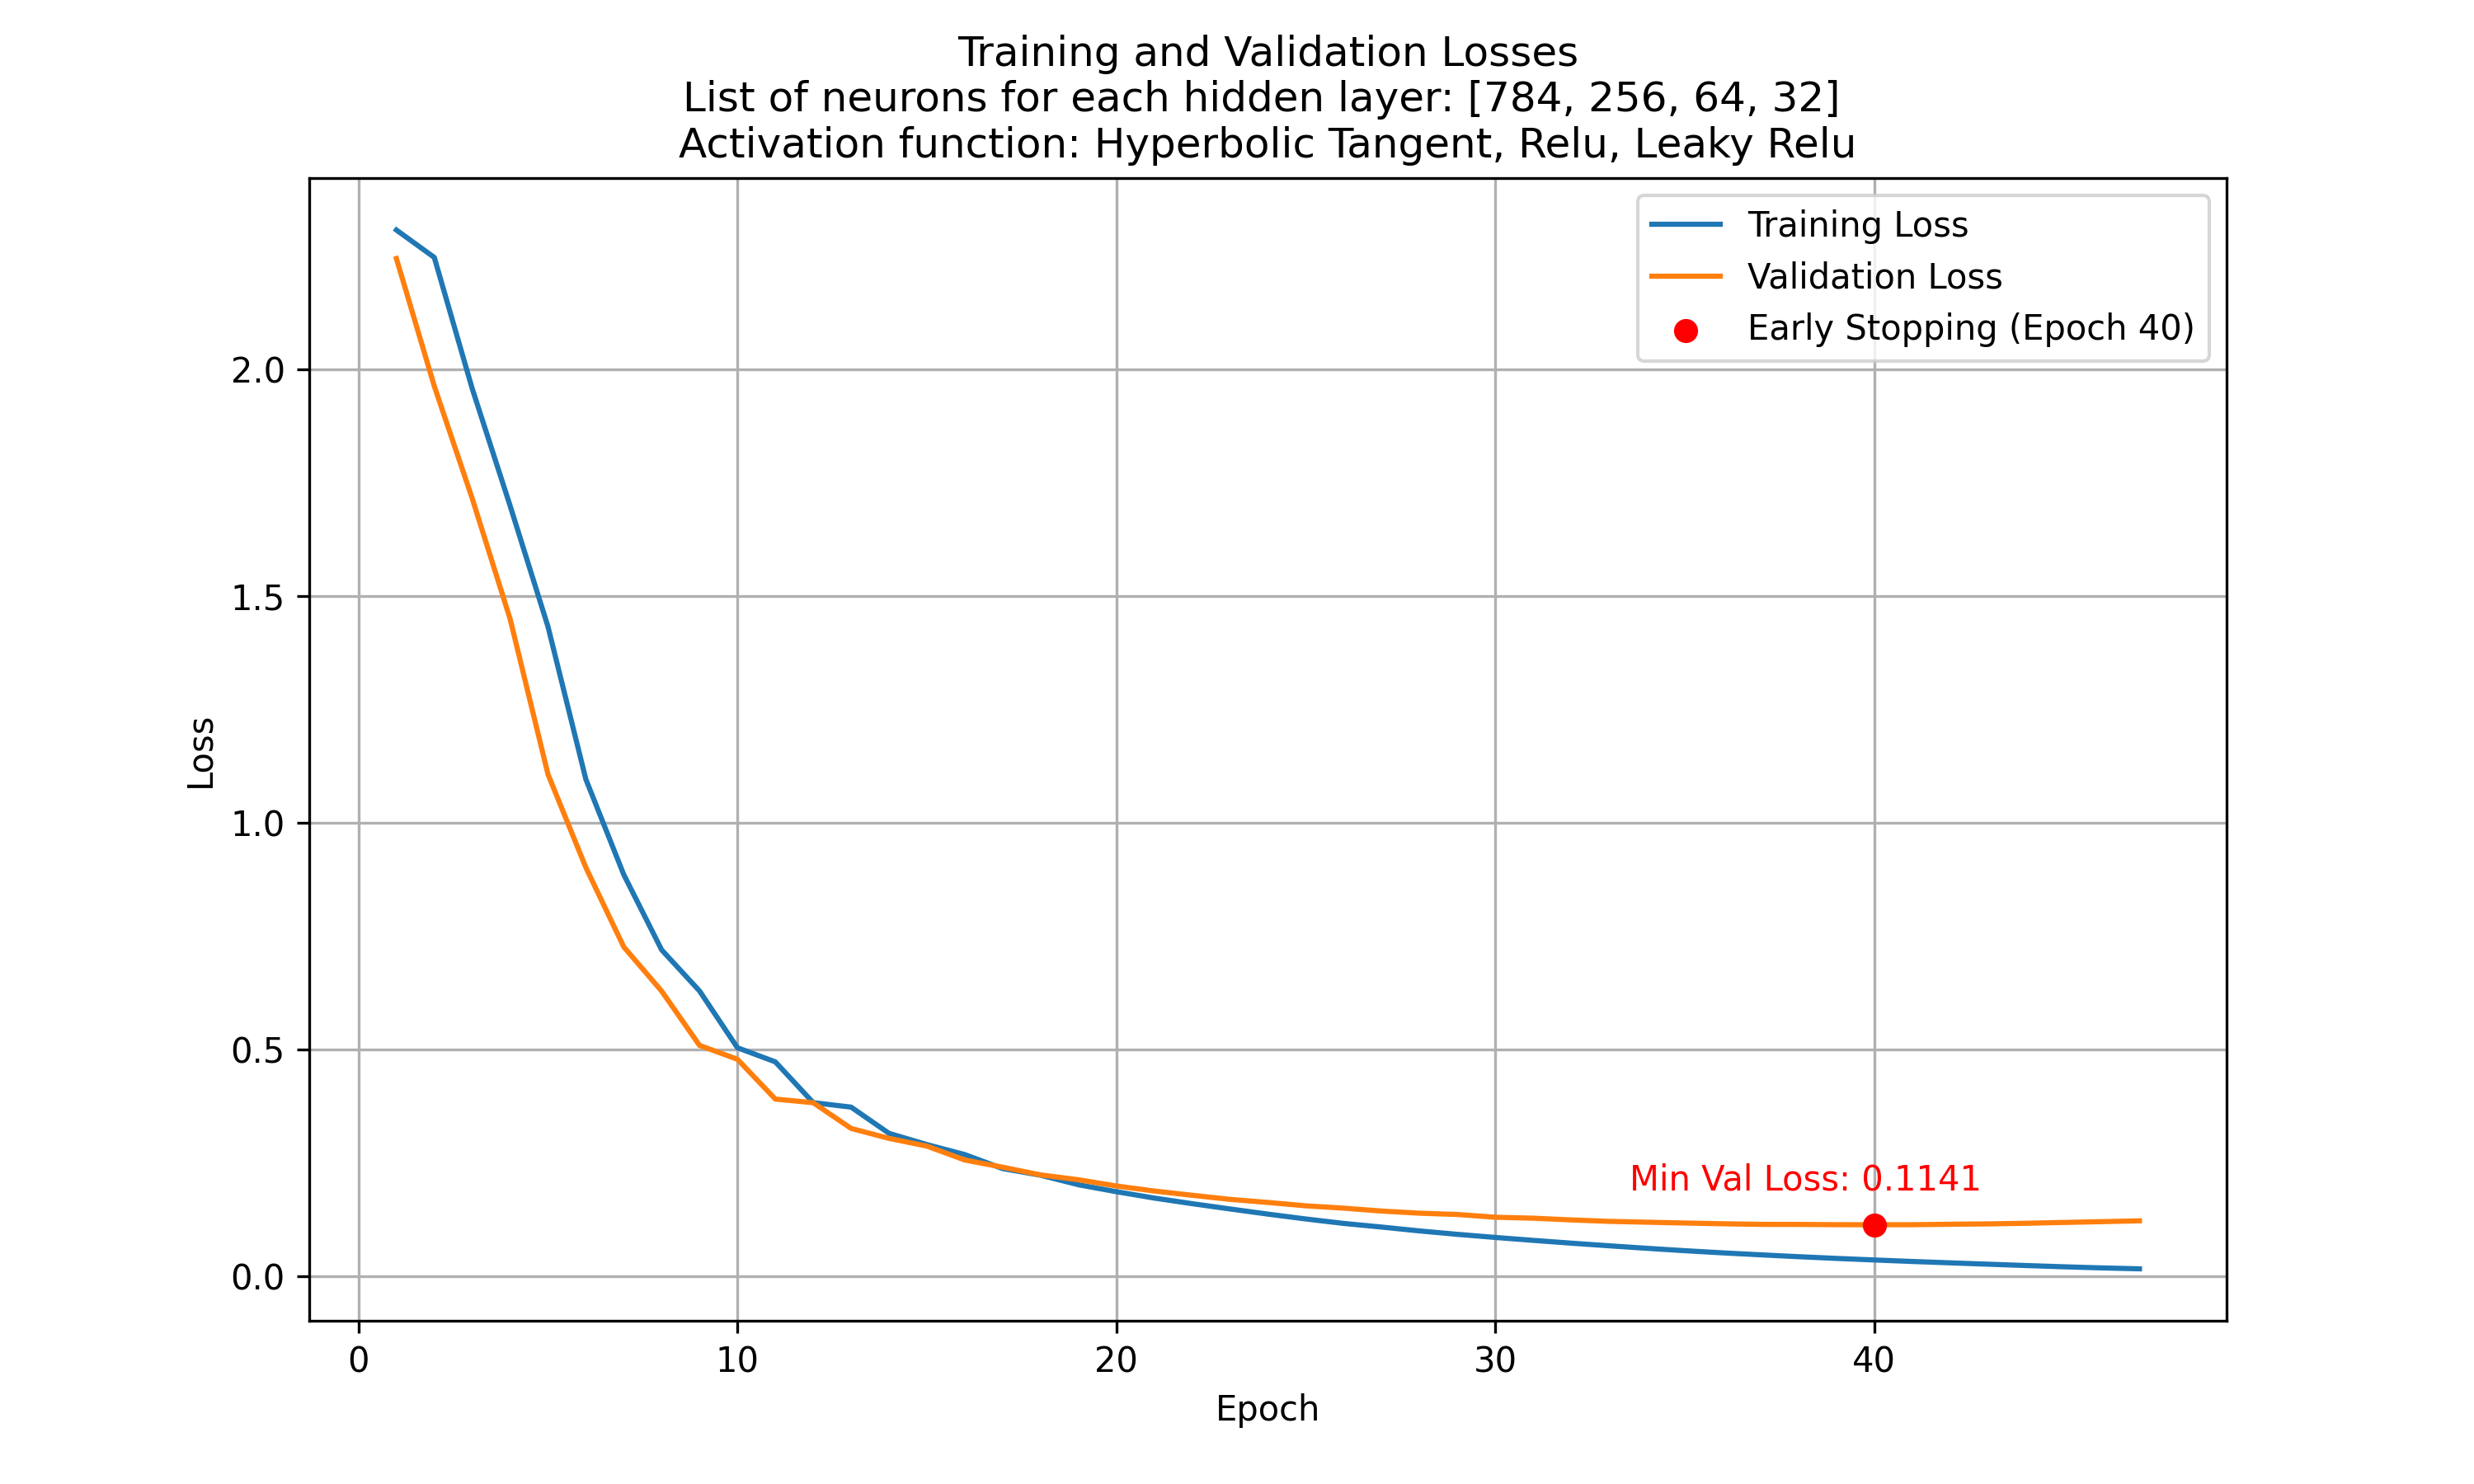 Training and Validation Losses
List of neurons for each hidden layer: [784, 256, 64, 32]
Activation function: Hyperbolic Tangent, Relu, Leaky Relu
Training Loss
Validation Loss
Early Stopping (Epoch 40)
2.0
1.5
1.0
0.5
0.0
Loss
Min Val Loss: 0.1141
0 10 20 30 40
Epoch